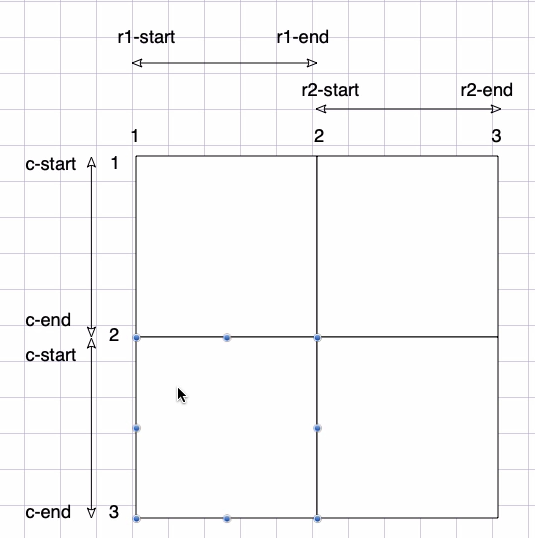 r1-start r1-end
r2-start r2-end
1 2 3
c-start 1
c-end
2
c-start
c-end 3